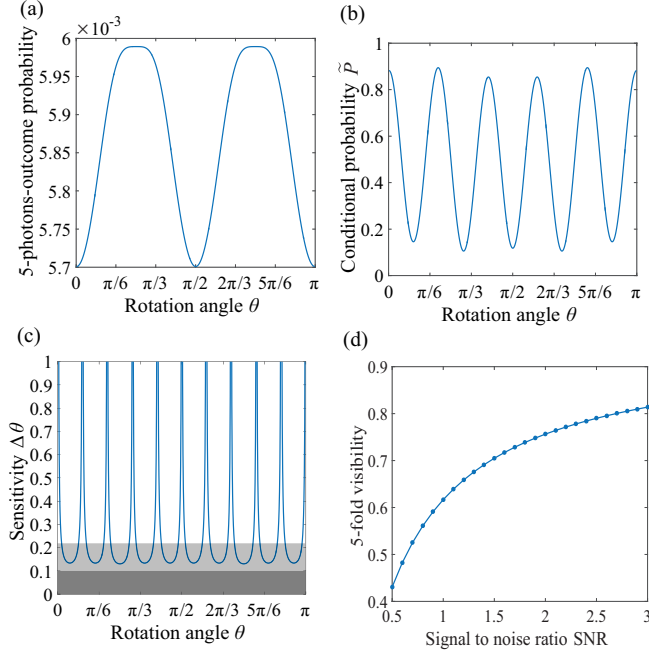 (a)
×10⁻³
6
5.95
5.9
5.85
5.8
5.75
5.7
5-photons-outcome probability
0 π/6 π/3 π/2 2π/3 5π/6 π
Rotation angle θ
(b)
1
0.8
0.6
0.4
0.2
0
Conditional probability P̃
0 π/6 π/3 π/2 2π/3 5π/6 π
Rotation angle θ
(c)
1
0.9
0.8
0.7
0.6
0.5
0.4
0.3
0.2
0.1
0
Sensitivity Δθ
0 π/6 π/3 π/2 2π/3 5π/6 π
Rotation angle θ
(d)
0.9
0.8
0.7
0.6
0.5
0.4
5-fold visibility
0.5 1 1.5 2 2.5 3
Signal to noise ratio SNR